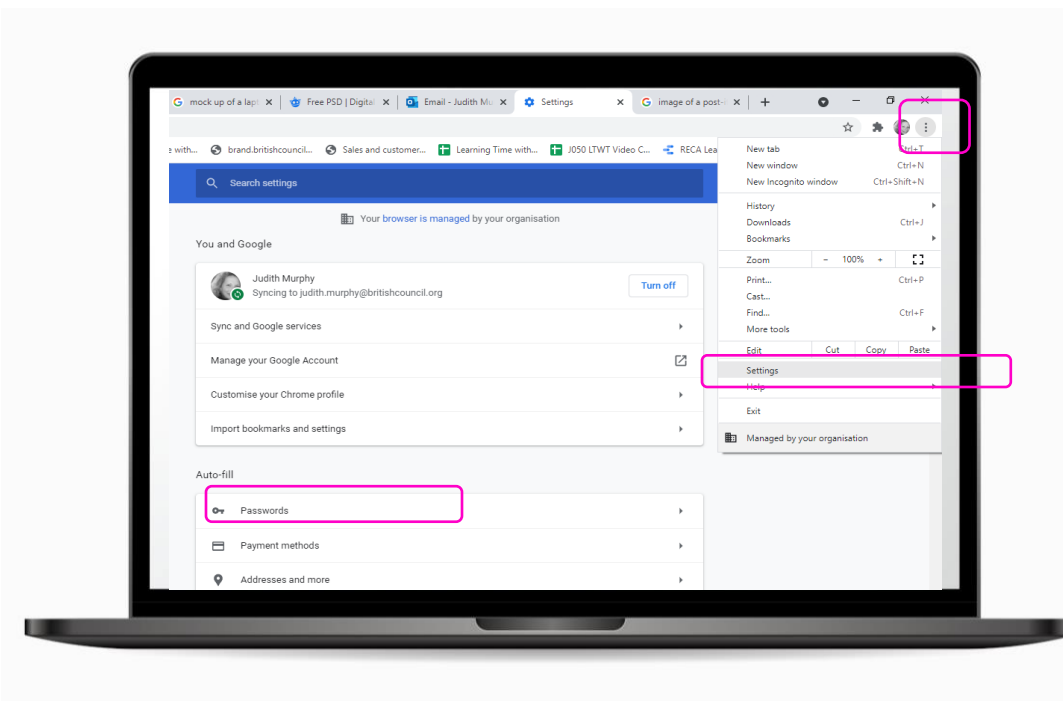 mock up of a lap
Free PSD | Digital
Email - Judith Mu
Settings
image of a post-i
e with...
brand.britishcouncil...
Sales and customer...
Learning Time with...
J050 LTWT Video C...
RECA Lea
Search settings
Your browser is managed by your organisation
You and Google
Judith Murphy
Syncing to judith.murphy@britishcouncil.org
Turn off
Sync and Google services
Manage your Google Account
Customise your Chrome profile
Import bookmarks and settings
Auto-fill
Passwords
Payment methods
Addresses and more
New tab Ctrl+T
New window Ctrl+N
New Incognito window Ctrl+Shift+N
History
Downloads Ctrl+J
Bookmarks
Zoom - 100% +
Print... Ctrl+P
Cast...
Find... Ctrl+F
More tools
Edit Cut Copy Paste
Settings
Help
Exit
Managed by your organisation